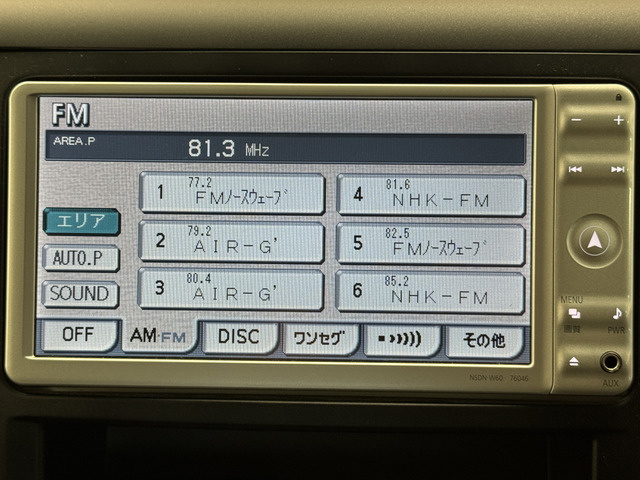 FM
AREA.P
81.3 MHz
1 77.2 FMノースウェーブ
4 81.6 NHK-FM
エリア
2 79.2 AIR-G'
5 82.5 FMノースウェーブ
AUTO.P
3 80.4 AIR-G'
6 85.2 NHK-FM
SOUND
OFF AM・FM DISC ワンセグ その他
MENU
画質 PWR
AUX